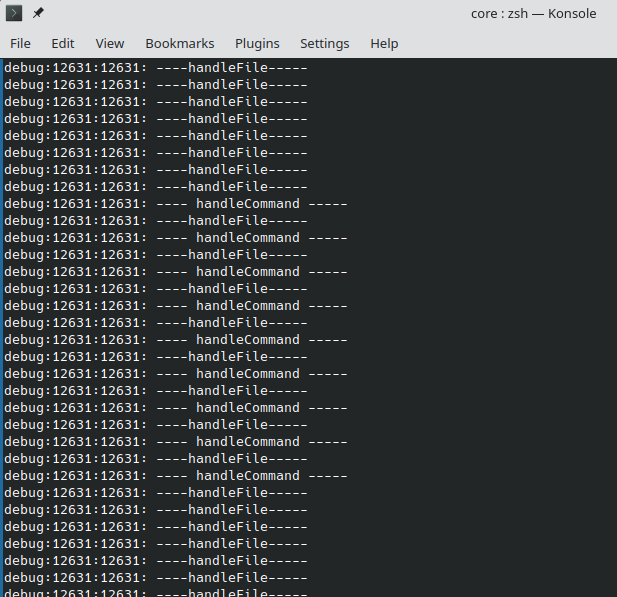 core : zsh — Konsole
File Edit View Bookmarks Plugins Settings Help
debug:12631:12631: ----handleFile-----
debug:12631:12631: ----handleFile-----
debug:12631:12631: ----handleFile-----
debug:12631:12631: ----handleFile-----
debug:12631:12631: ----handleFile-----
debug:12631:12631: ----handleFile-----
debug:12631:12631: ----handleFile-----
debug:12631:12631: ----handleFile-----
debug:12631:12631: ---- handleCommand -----
debug:12631:12631: ----handleFile-----
debug:12631:12631: ---- handleCommand -----
debug:12631:12631: ----handleFile-----
debug:12631:12631: ---- handleCommand -----
debug:12631:12631: ----handleFile-----
debug:12631:12631: ---- handleCommand -----
debug:12631:12631: ----handleFile-----
debug:12631:12631: ---- handleCommand -----
debug:12631:12631: ----handleFile-----
debug:12631:12631: ---- handleCommand -----
debug:12631:12631: ----handleFile-----
debug:12631:12631: ---- handleCommand -----
debug:12631:12631: ----handleFile-----
debug:12631:12631: ---- handleCommand -----
debug:12631:12631: ----handleFile-----
debug:12631:12631: ---- handleCommand -----
debug:12631:12631: ----handleFile-----
debug:12631:12631: ----handleFile-----
debug:12631:12631: ----handleFile-----
debug:12631:12631: ----handleFile-----
debug:12631:12631: ----handleFile-----
debug:12631:12631: ----handleFile-----
debug:12631:12631: ----handleFile-----